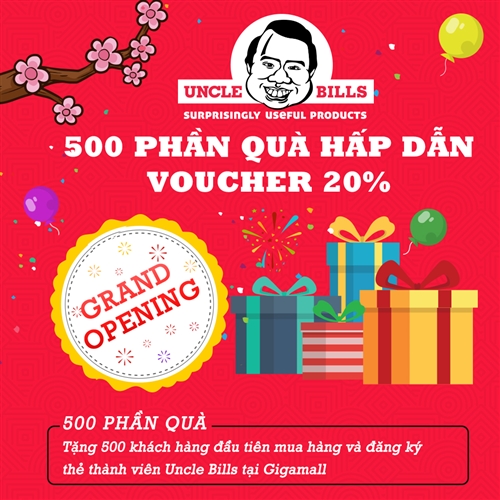 UNCLE BILLS
SURPRISINGLY USEFUL PRODUCTS
500 PHẦN QUÀ HẤP DẪN
VOUCHER 20%
GRAND
OPENING
500 PHẦN QUÀ
Tặng 500 khách hàng đầu tiên mua hàng và đăng ký
thẻ thành viên Uncle Bills tại Gigamall